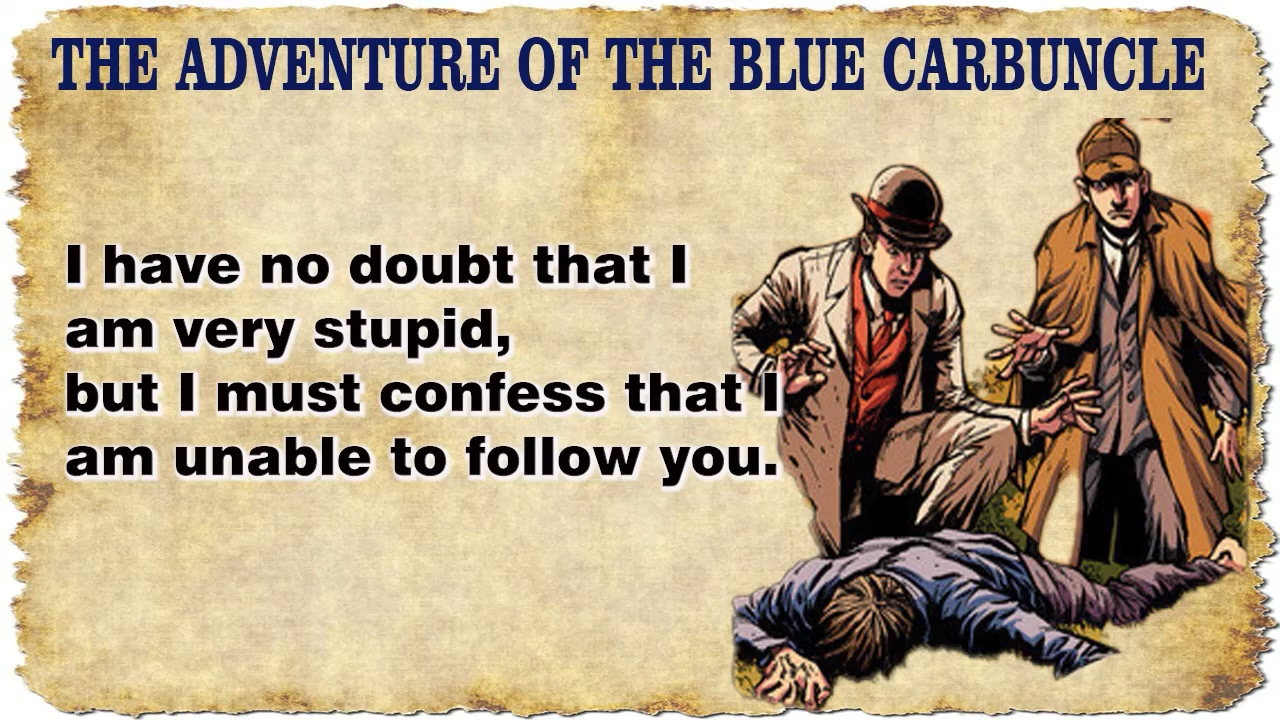 THE ADVENTURE OF THE BLUE CARBUNCLE
I have no doubt that I
am very stupid,
but I must confess that I
am unable to follow you.